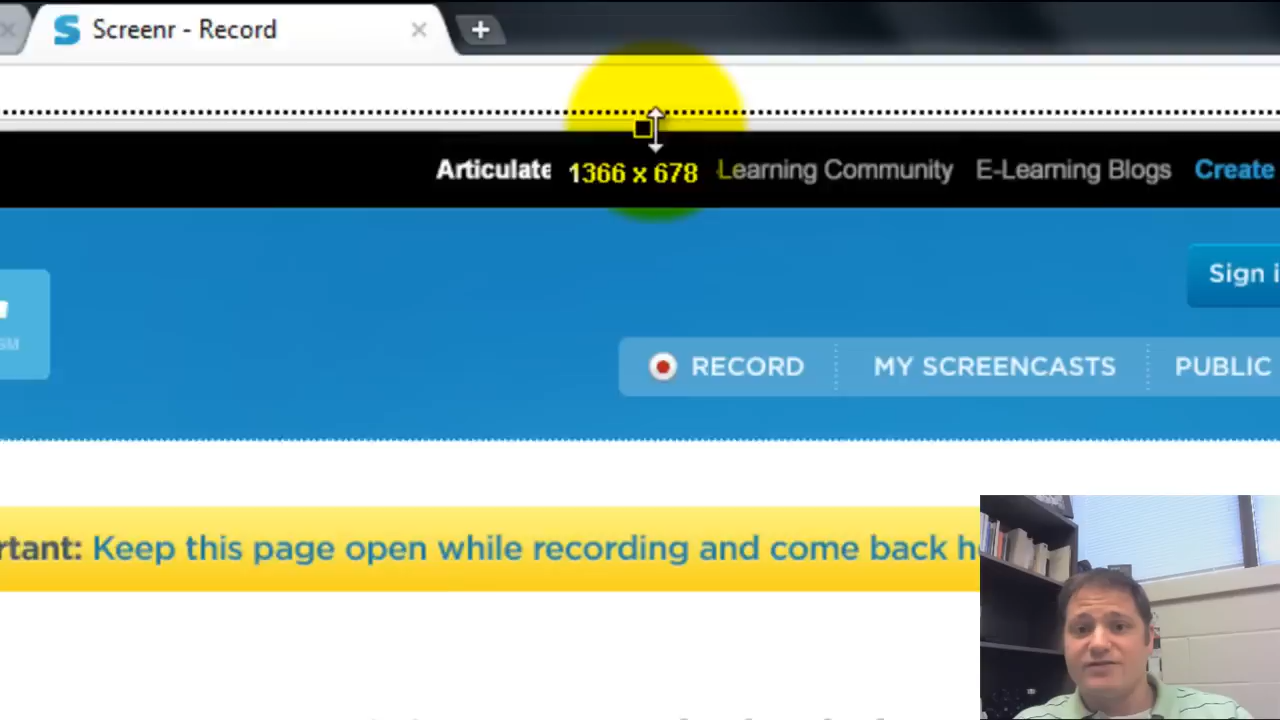 Screenr - Record
Articulate 1366 x 678 Learning Community E-Learning Blogs Create
Sign i
GM
RECORD MY SCREENCASTS PUBLIC
rtant: Keep this page open while recording and come back h